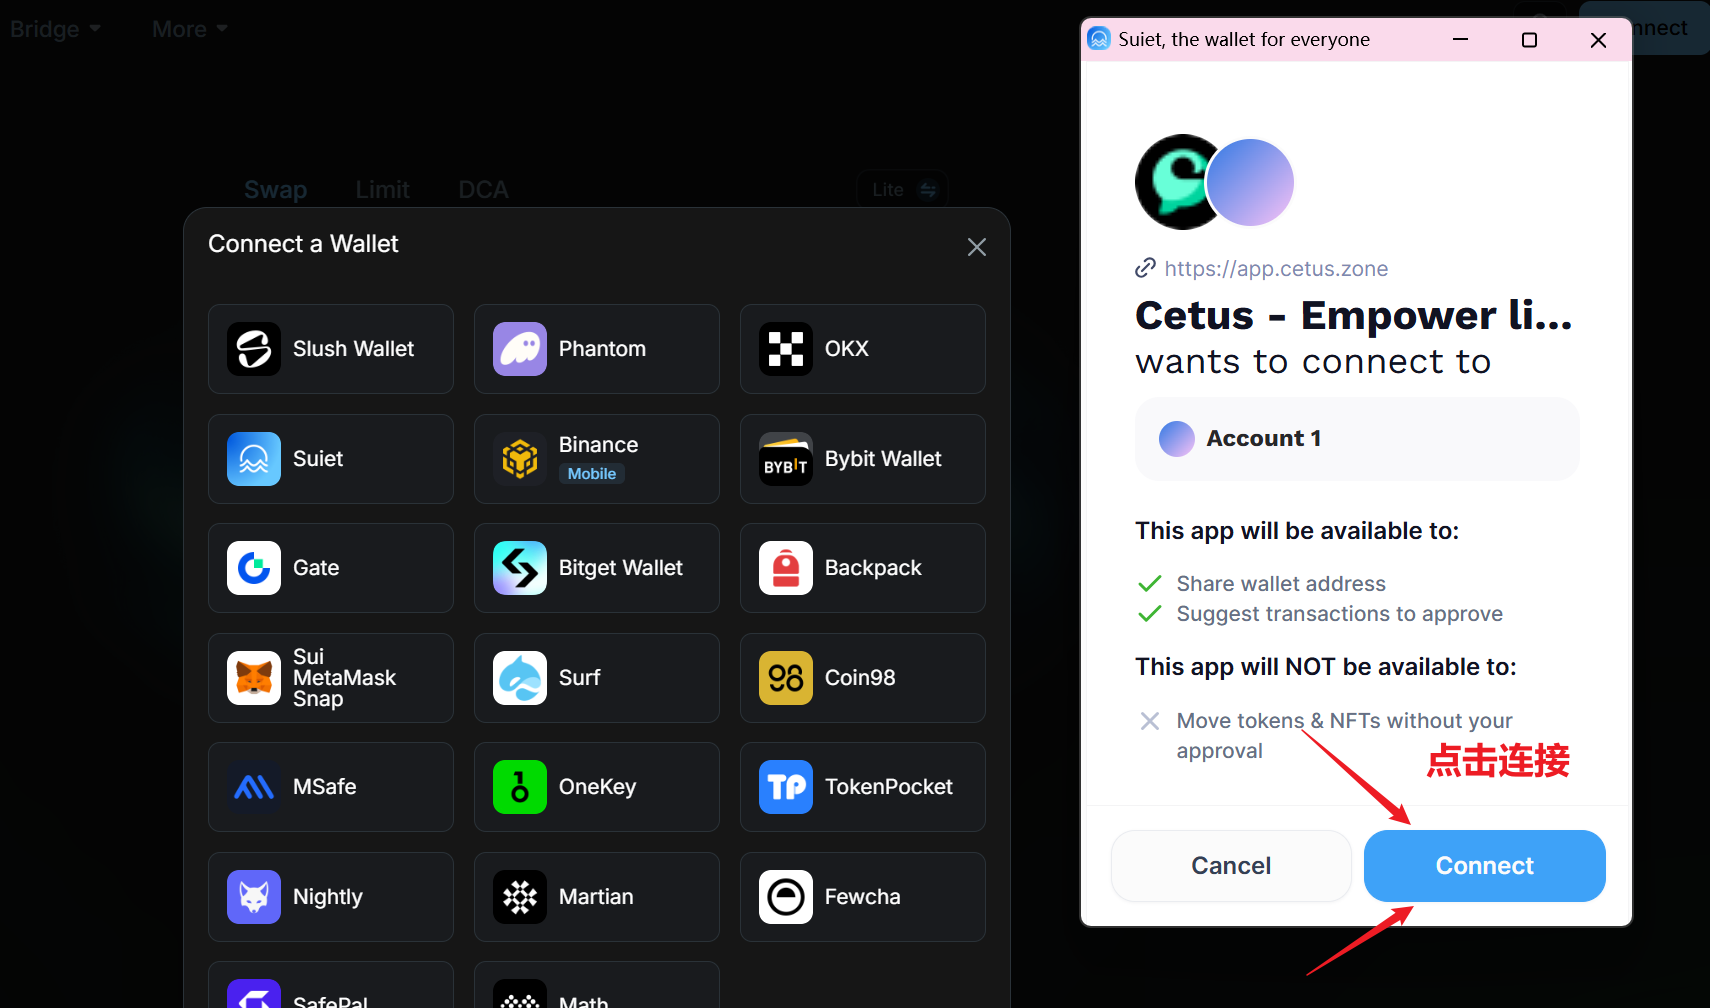 Bridge
More
nnect
Swap
Limit
DCA
Lite
Connect a Wallet
Slush Wallet
Phantom
OKX
Suiet
Binance
Mobile
BYBIT
Bybit Wallet
Gate
Bitget Wallet
Backpack
Sui
MetaMask
Snap
Surf
98
Coin98
MSafe
OneKey
TP
TokenPocket
Nightly
Martian
Fewcha
SafePal
Math
Suiet, the wallet for everyone
https://app.cetus.zone
Cetus - Empower li...
wants to connect to
Account 1
This app will be available to:
Share wallet address
Suggest transactions to approve
This app will NOT be available to:
Move tokens & NFTs without your
approval
点击连接
Cancel
Connect